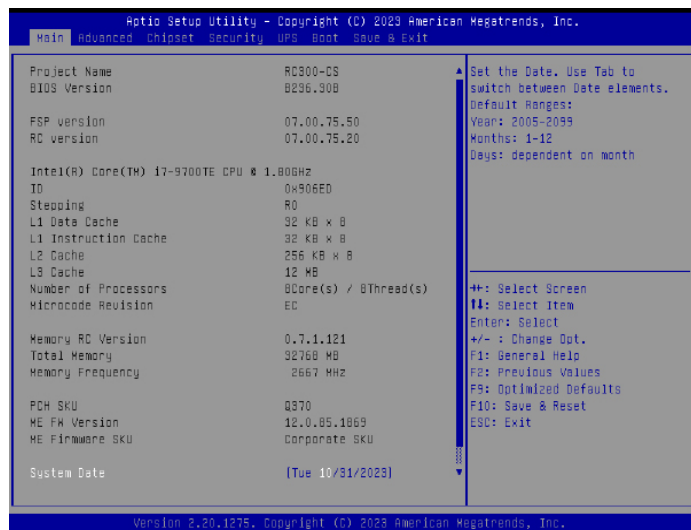 Aptio Setup Utility - Copyright (C) 2023 American Megatrends, Inc.
Main Advanced Chipset Security UPS Boot Save & Exit
Project Name RC300-CS
BIOS Version B236.30B
FSP version 07.00.75.50
RC version 07.00.75.20
Intel(R) Core(TM) i7-9700TE CPU @ 1.80GHz
ID 0x906ED
Stepping R0
L1 Data Cache 32 KB x 8
L1 Instruction Cache 32 KB x 8
L2 Cache 256 KB x 8
L3 Cache 12 MB
Number of Processors 8Core(s) / 8Thread(s)
Microcode Revision EC
Memory RC Version 0.7.1.121
Total Memory 32768 MB
Memory Frequency 2667 MHz
PCH SKU Q370
ME FW Version 12.0.85.1869
ME Firmware SKU Corporate SKU
System Date [Tue 10/31/2023]
Set the Date. Use Tab to
switch between Date elements.
Default Ranges:
Year: 2005-2099
Months: 1-12
Days: dependent on month
→←: Select Screen
↑↓: Select Item
Enter: Select
+/- : Change Opt.
F1: General Help
F2: Previous Values
F9: Optimized Defaults
F10: Save & Reset
ESC: Exit
Version 2.20.1275. Copyright (C) 2023 American Megatrends, Inc.